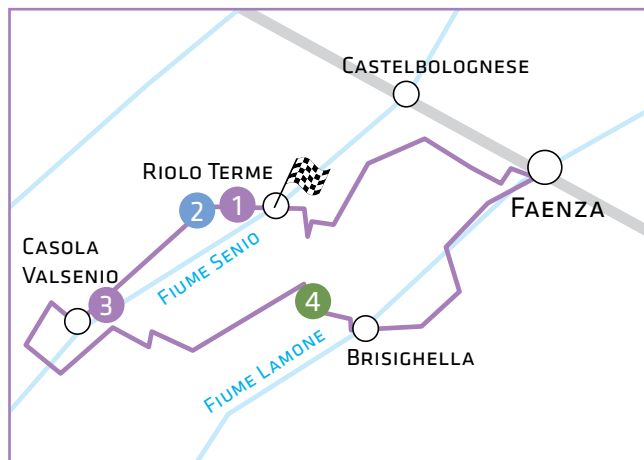 Castelbolognese
Riolo Terme
Faenza
1
2
Casola
Valsenio
Fiume Senio
3
4
Brisighella
Fiume Lamone